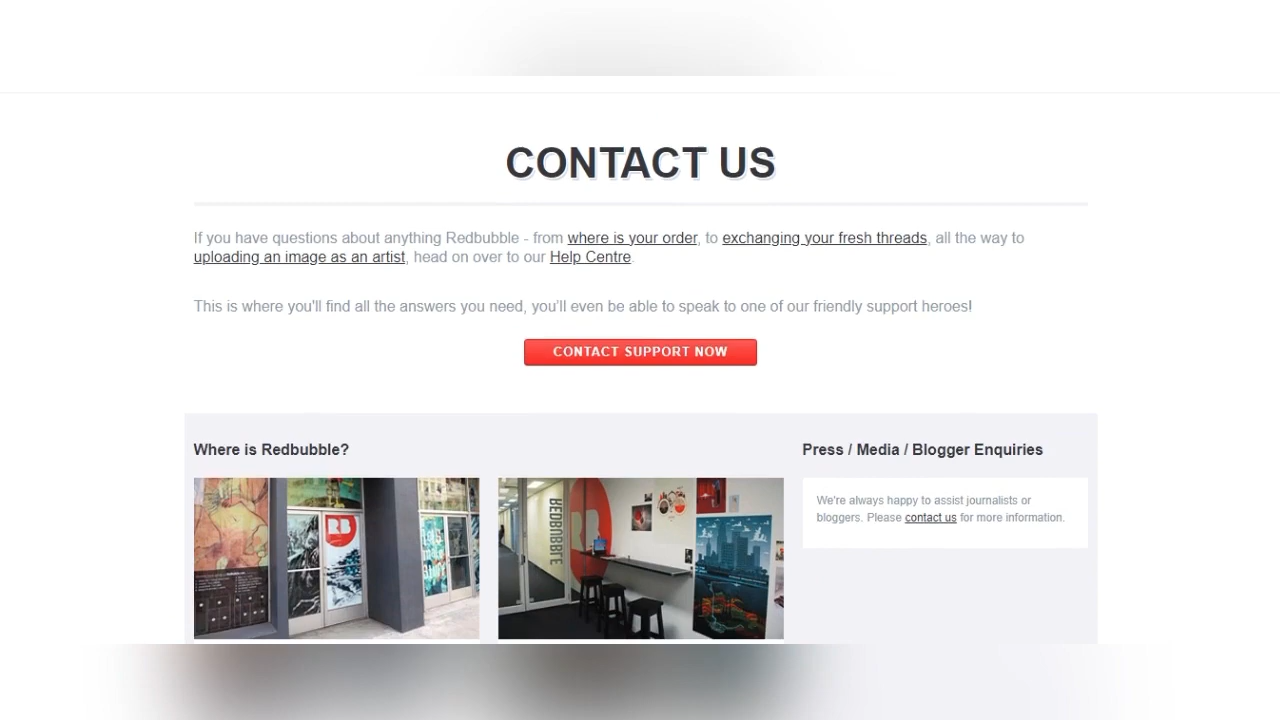 CONTACT US
If you have questions about anything Redbubble - from where is your order, to exchanging your fresh threads, all the way to
uploading an image as an artist, head on over to our Help Centre.
This is where you'll find all the answers you need, you'll even be able to speak to one of our friendly support heroes!
CONTACT SUPPORT NOW
Where is Redbubble?
Press / Media / Blogger Enquiries
We're always happy to assist journalists or
bloggers. Please contact us for more information.
RB
REDBUBBLE
RB